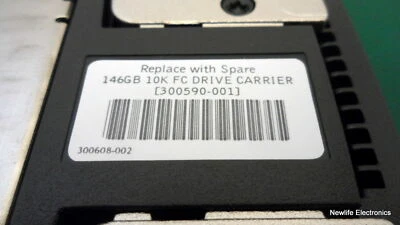 Replace with Spare
146GB 10K FC DRIVE CARRIER
[300590-001]
300608-002
Newlife Electronics